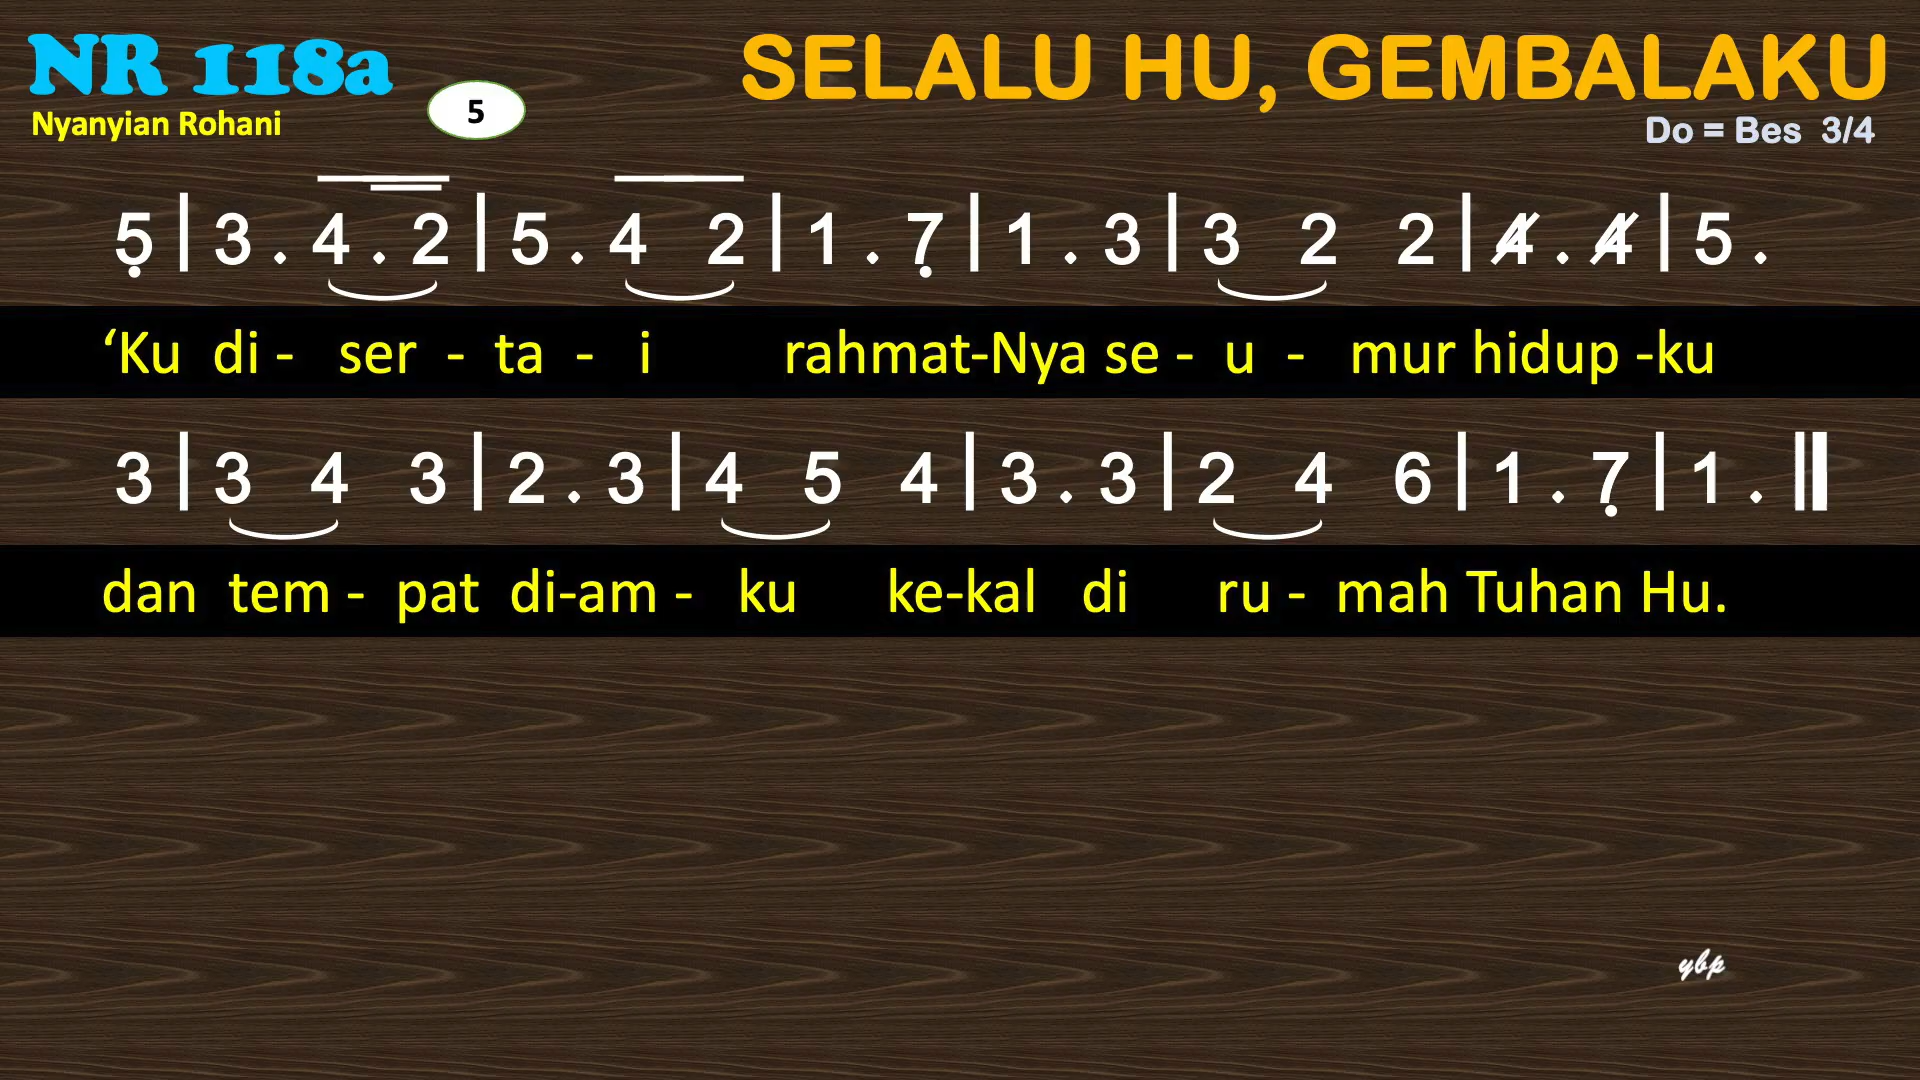 NR 118a
SELALU HU, GEMBALAKU
Nyanyian Rohani
5
Do = Bes 3/4
5̣ | 3 . 4 . 2 | 5 . 4 2 | 1 . 7̣ | 1 . 3 | 3 2 2 | 4̸ . 4̸ | 5 .
‘Ku di - ser - ta - i rahmat-Nya se - u - mur hidup -ku
3 | 3 4 3 | 2 . 3 | 4 5 4 | 3 . 3 | 2 4 6 | 1 . 7̣ | 1 . ||
dan tem - pat di-am - ku ke-kal di ru - mah Tuhan Hu.
ybp